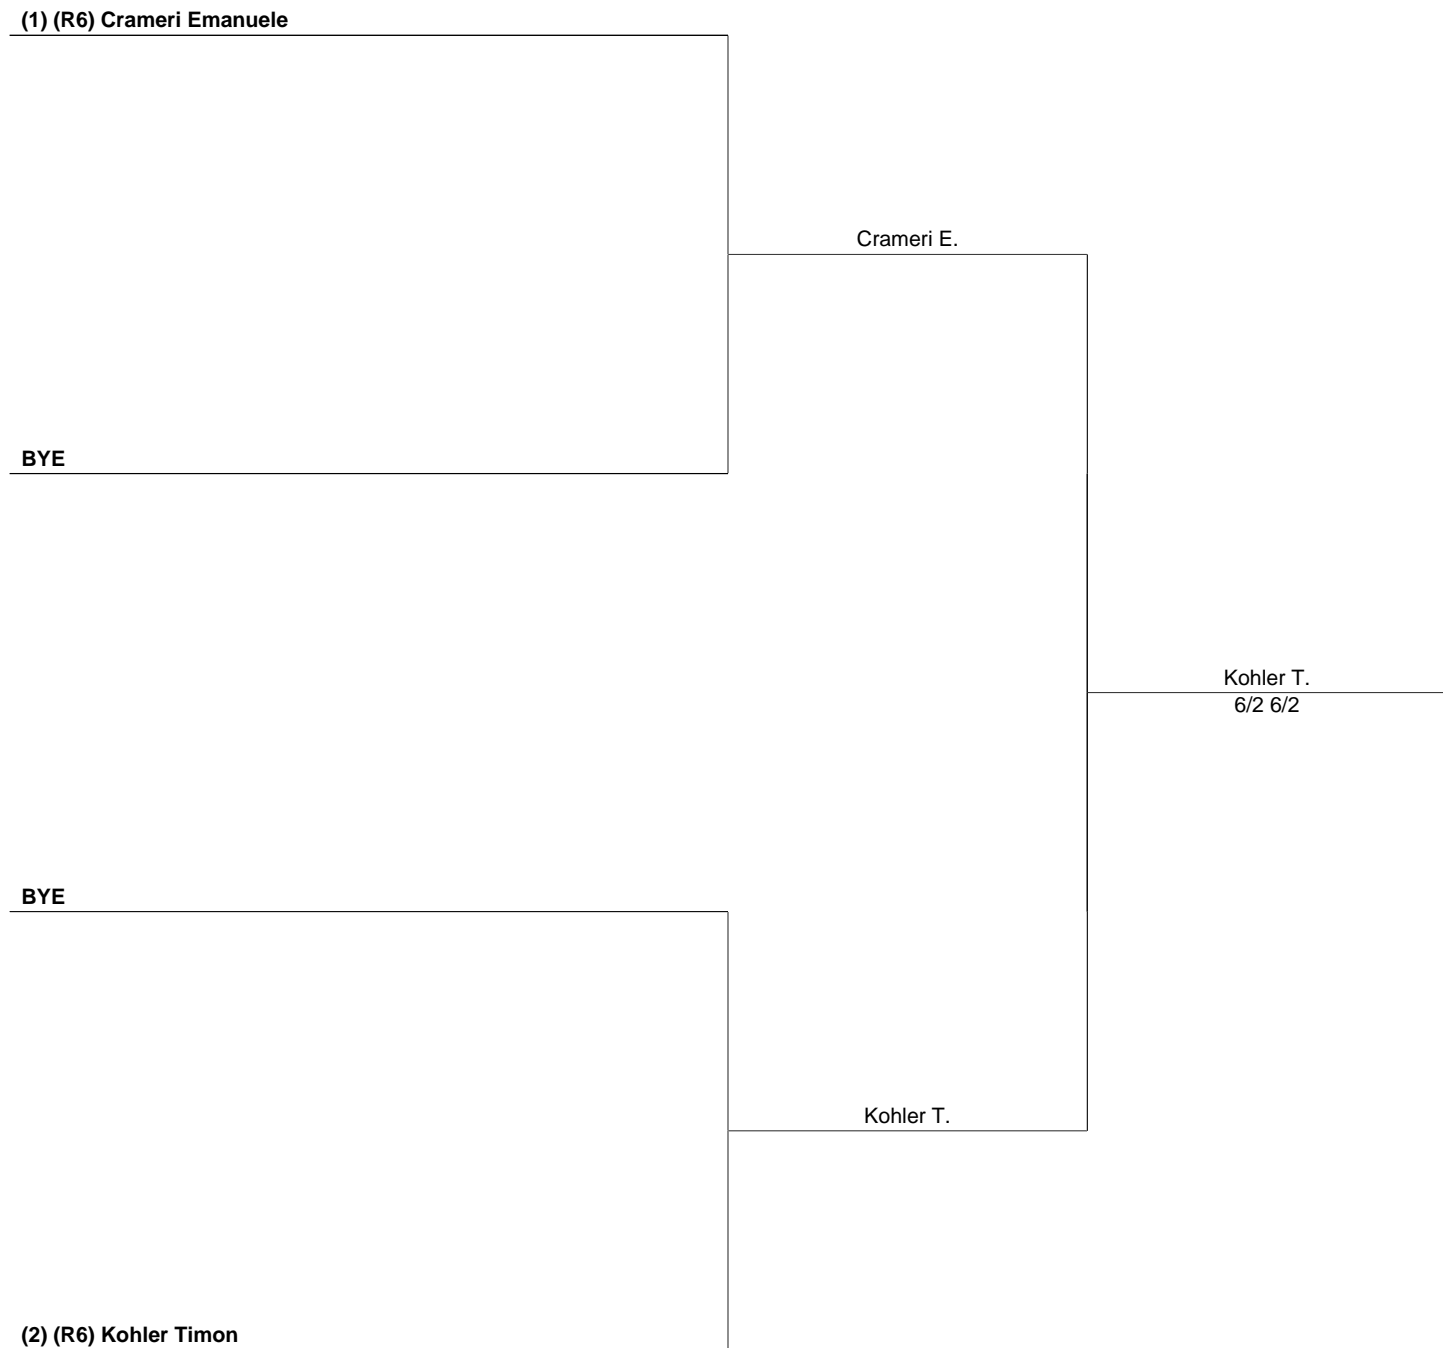 (1) (R6) Crameri Emanuele
Crameri E.
BYE
Kohler T.
6/2 6/2
BYE
Kohler T.
(2) (R6) Kohler Timon